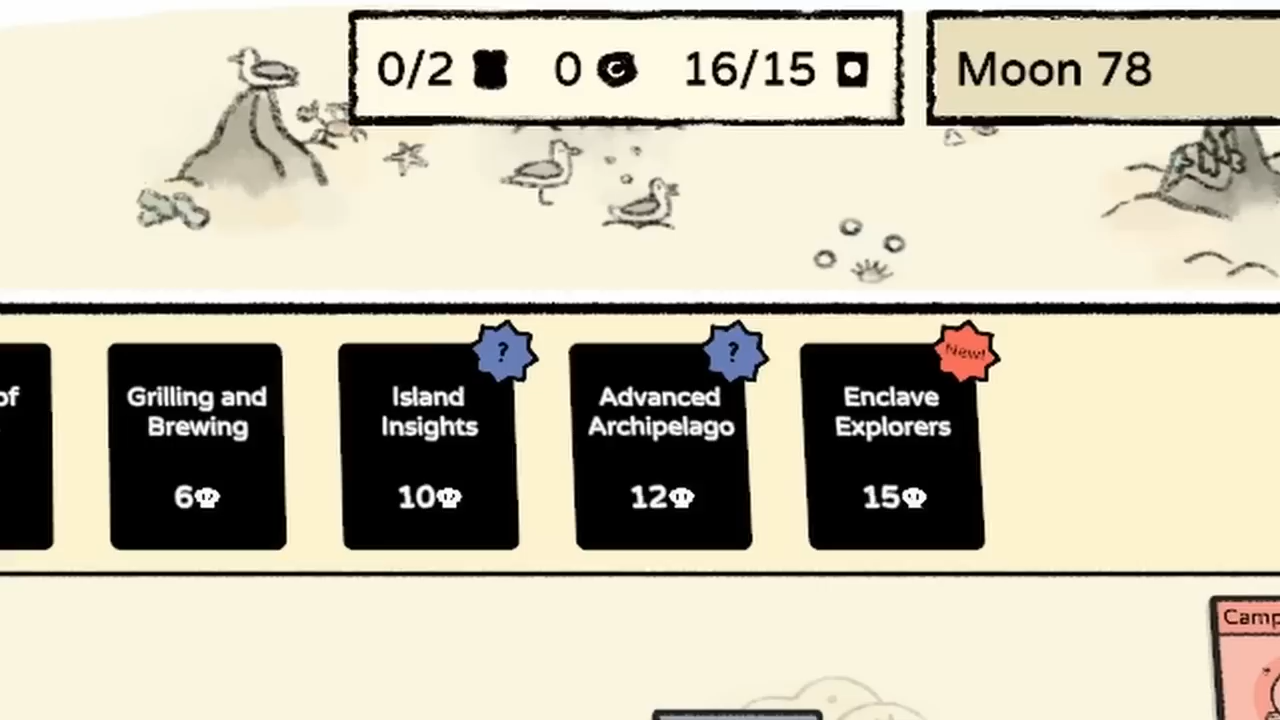 0/2 0 16/15
Moon 78
of
Grilling and
Brewing
6
?
Island
Insights
10
?
Advanced
Archipelago
12
New!
Enclave
Explorers
15
Camp